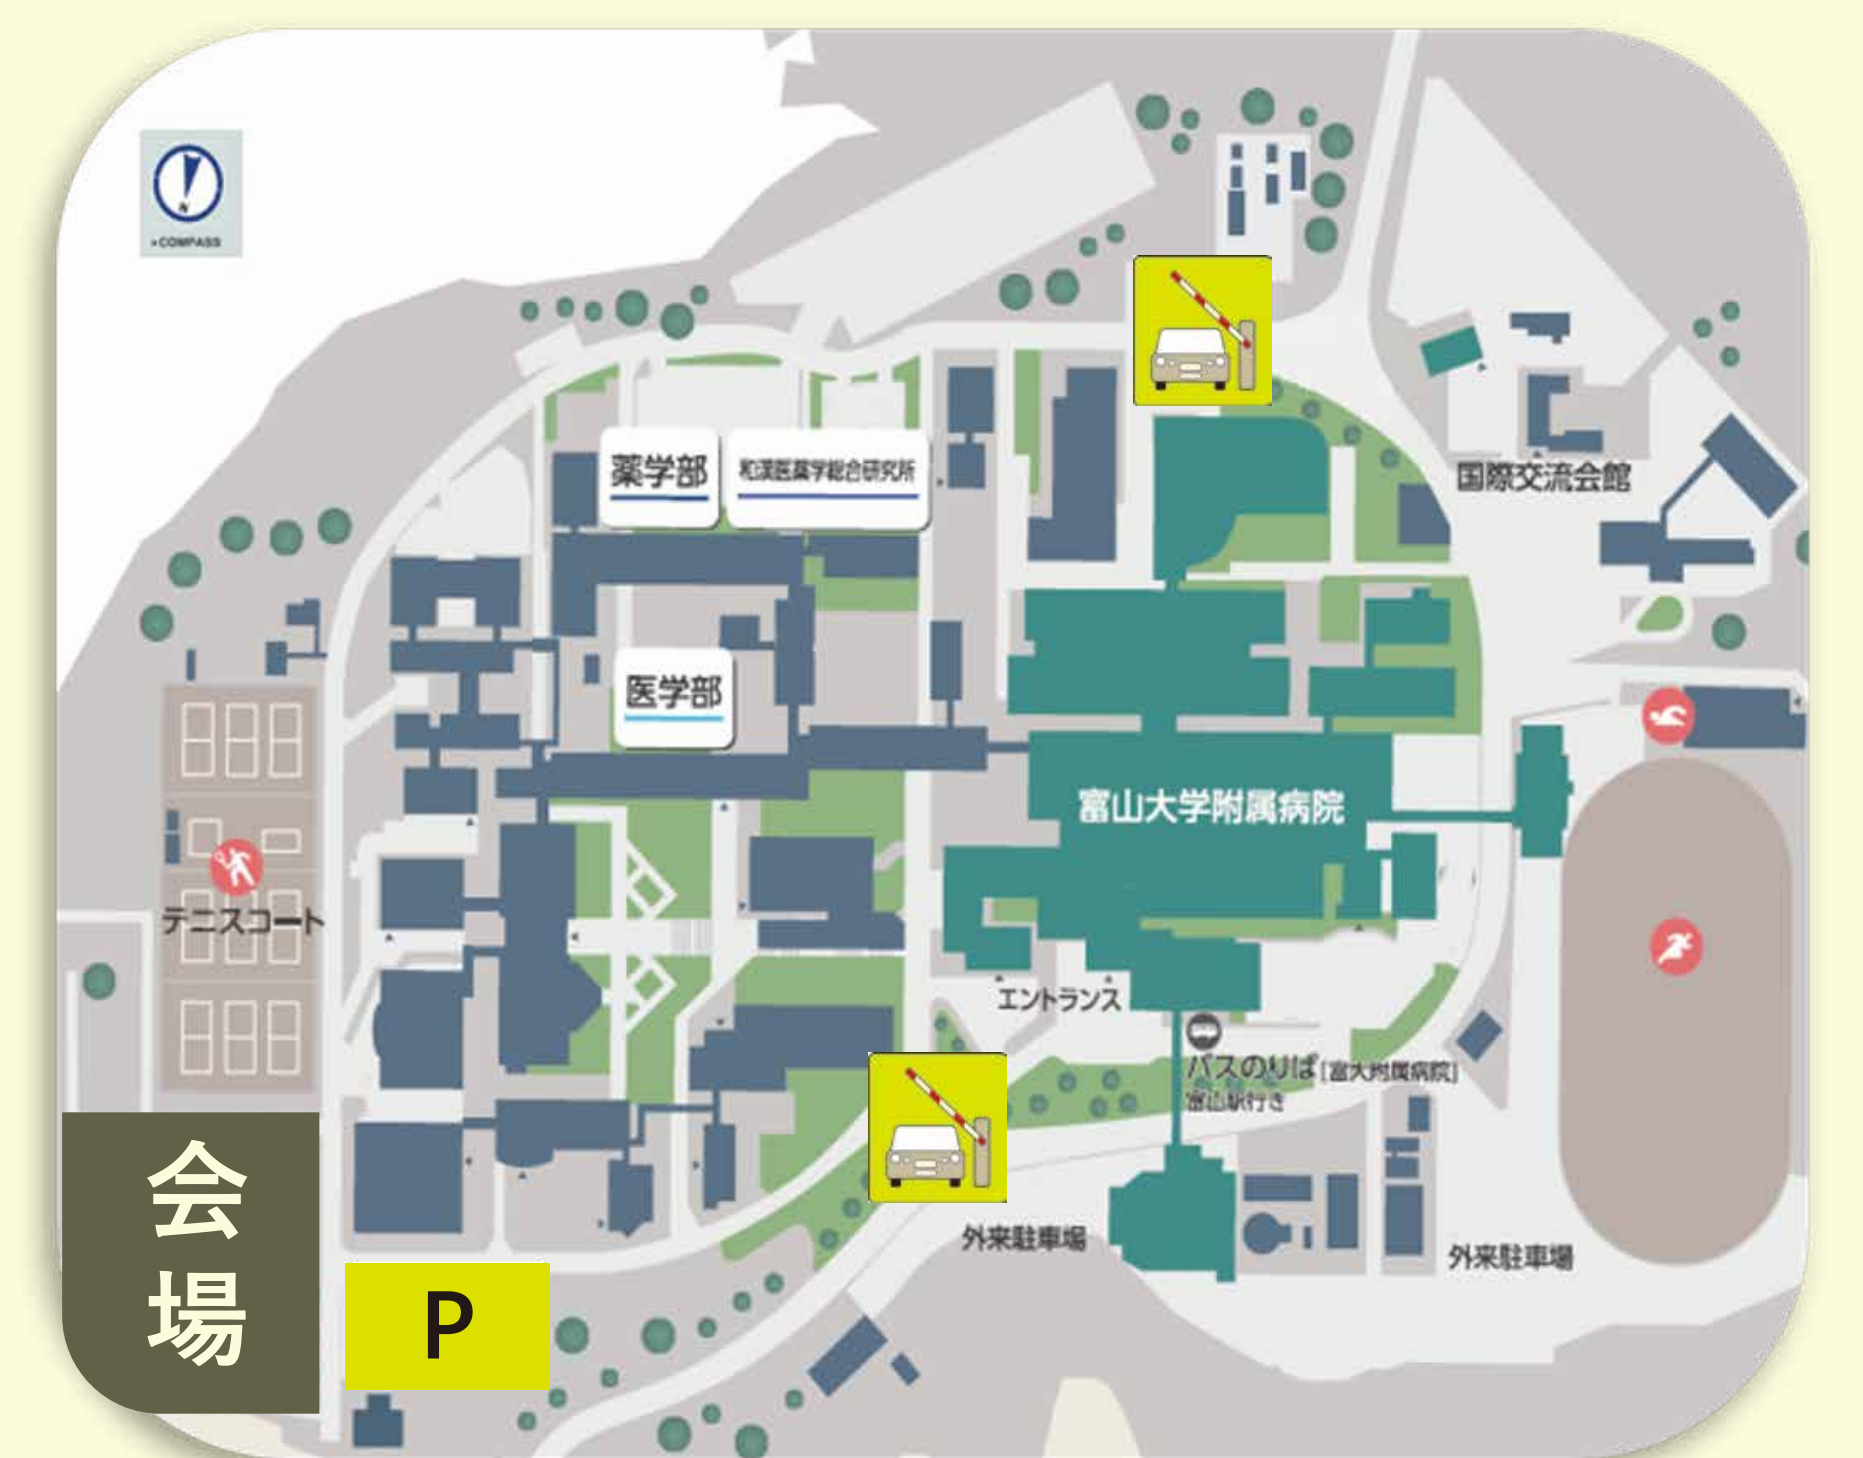 N
COMPASS
薬学部
和漢医薬学総合研究所
国際交流会館
医学部
富山大学附属病院
テニスコート
エントランス
バスのりば[富大附属病院]
富山駅行き
外来駐車場
外来駐車場
会
場
P